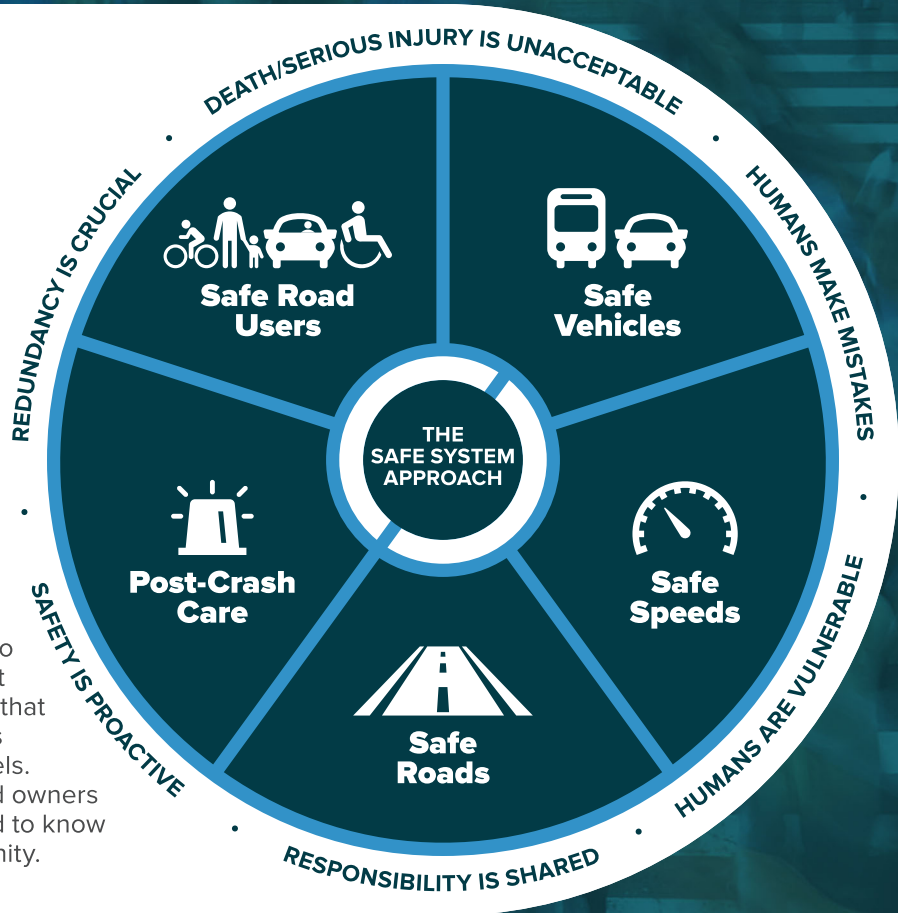 DEATH/SERIOUS INJURY IS UNACCEPTABLE
HUMANS MAKE MISTAKES
HUMANS ARE VULNERABLE
RESPONSIBILITY IS SHARED
SAFETY IS PROACTIVE
REDUNDANCY IS CRUCIAL
Safe Road
Users
Safe
Vehicles
THE
SAFE SYSTEM
APPROACH
Post-Crash
Care
Safe
Speeds
Safe
Roads
that
owners
to know